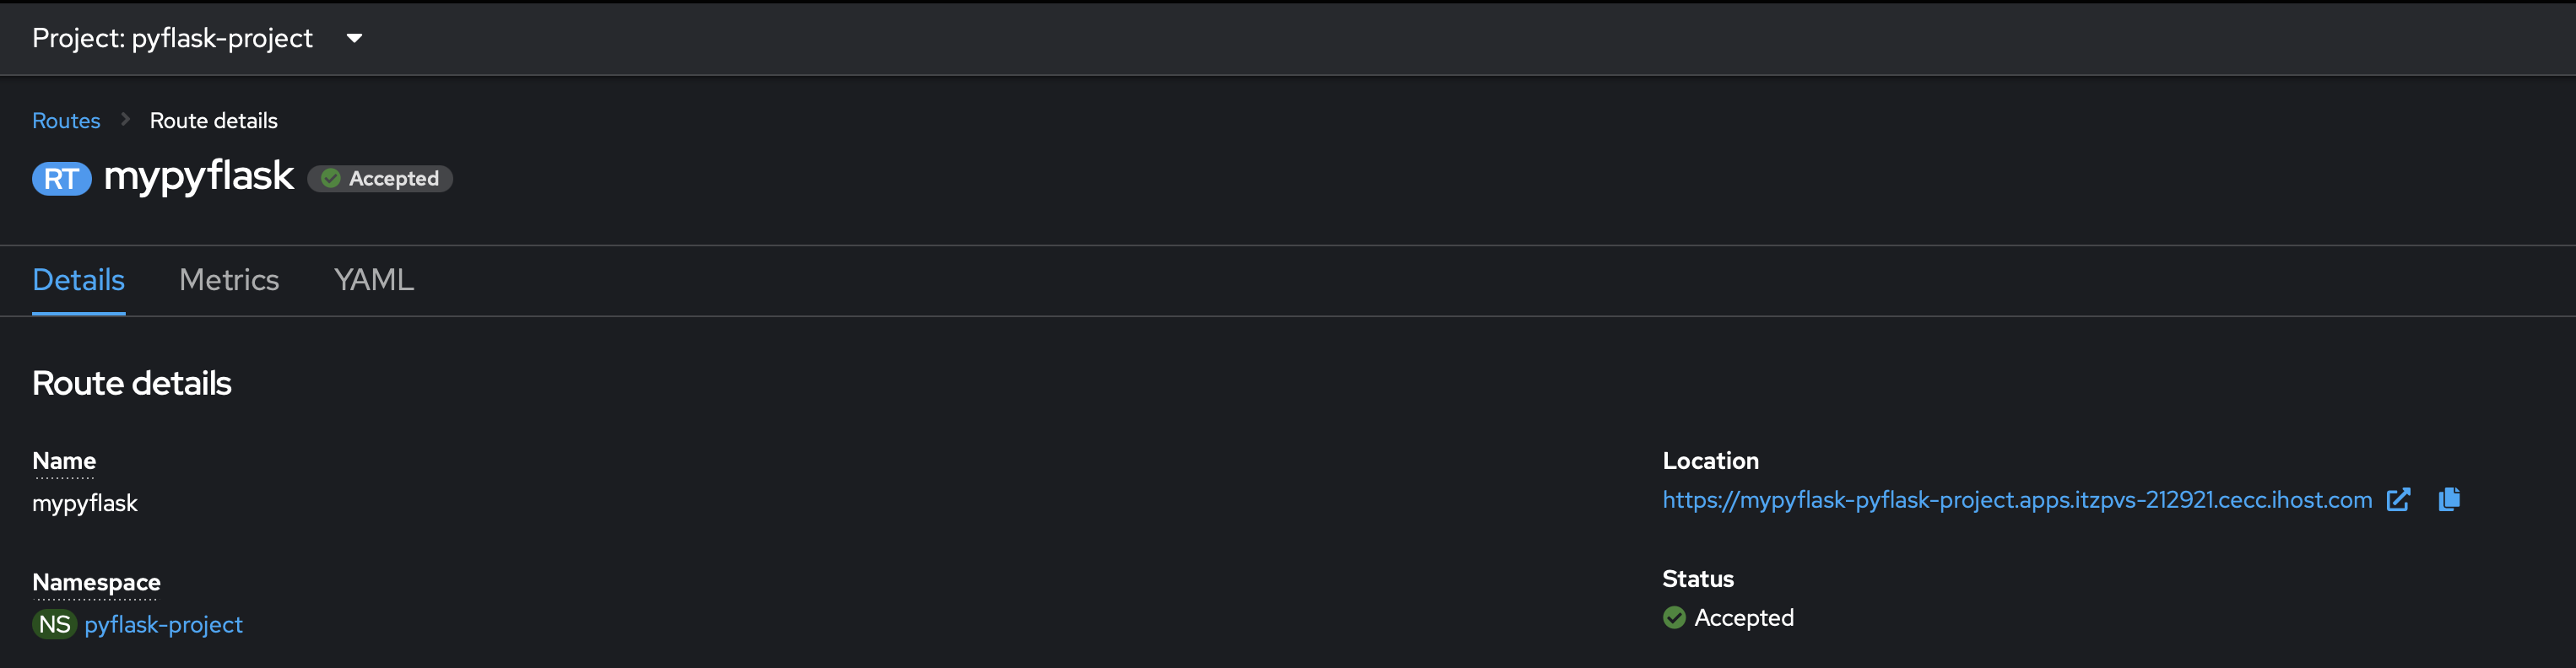 Project: pyflask-project
Routes Route details
RT mypyflask Accepted
Details Metrics YAML
Route details
Name
mypyflask
Namespace
NS pyflask-project
Location
https://mypyflask-pyflask-project.apps.itzpvs-212921.cecc.ihost.com
Status
Accepted